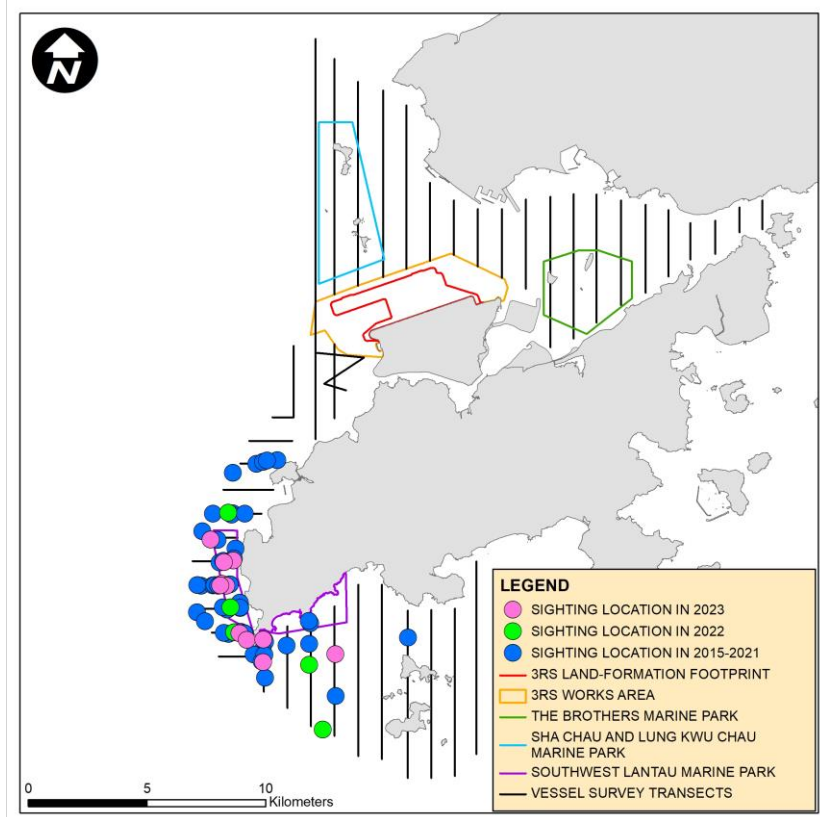 N
LEGEND
SIGHTING LOCATION IN 2023
SIGHTING LOCATION IN 2022
SIGHTING LOCATION IN 2015-2021
3RS LAND-FORMATION FOOTPRINT
3RS WORKS AREA
THE BROTHERS MARINE PARK
SHA CHAU AND LUNG KWU CHAU
MARINE PARK
SOUTHWEST LANTAU MARINE PARK
VESSEL SURVEY TRANSECTS
0 5 10
Kilometers